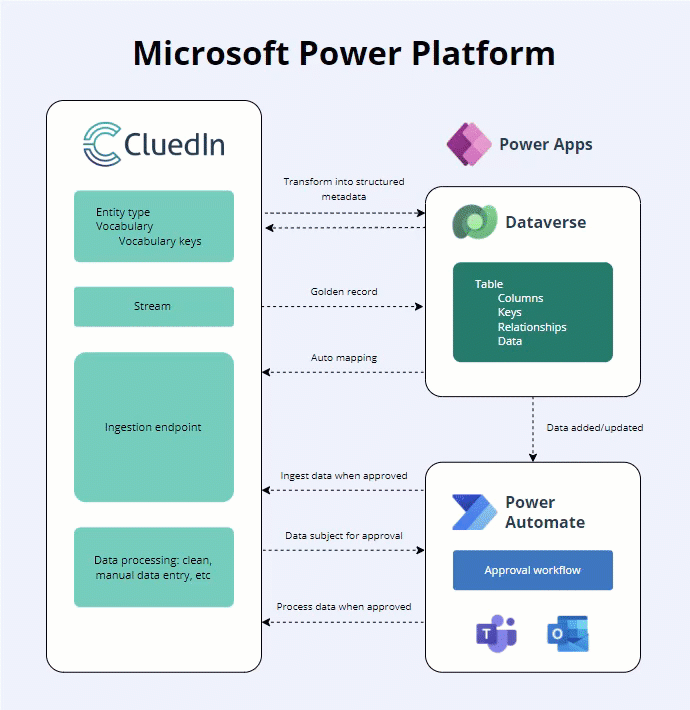 Microsoft Power Platform
CluedIn
Entity type
Vocabulary
Vocabulary keys
Stream
Ingestion endpoint
Data processing: clean,
manual data entry, etc
Transform into structured
metadata
Golden record
Auto mapping
Ingest data when approved
Data subject for approval
Process data when approved
Power Apps
Dataverse
Table
Columns
Keys
Relationships
Data
Data added/updated
Power
Automate
Approval workflow
T
O